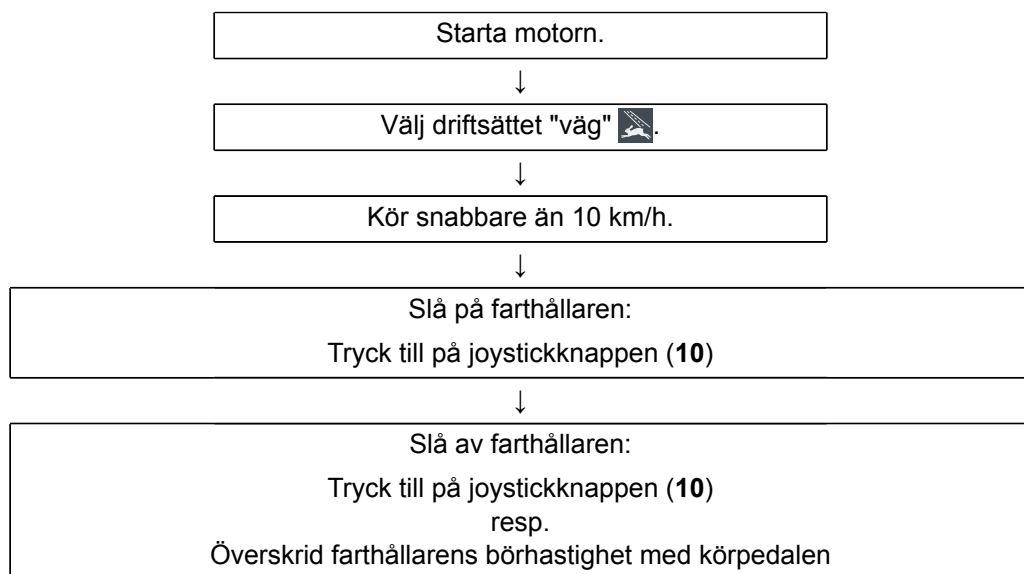 Starta motorn.
↓
Välj driftsättet "väg" .
↓
Kör snabbare än 10 km/h.
↓
Slå på farthållaren:
Tryck till på joystickknappen (10)
↓
Slå av farthållaren:
Tryck till på joystickknappen (10)
resp.
Överskrid farthållarens börhastighet med körpedalen